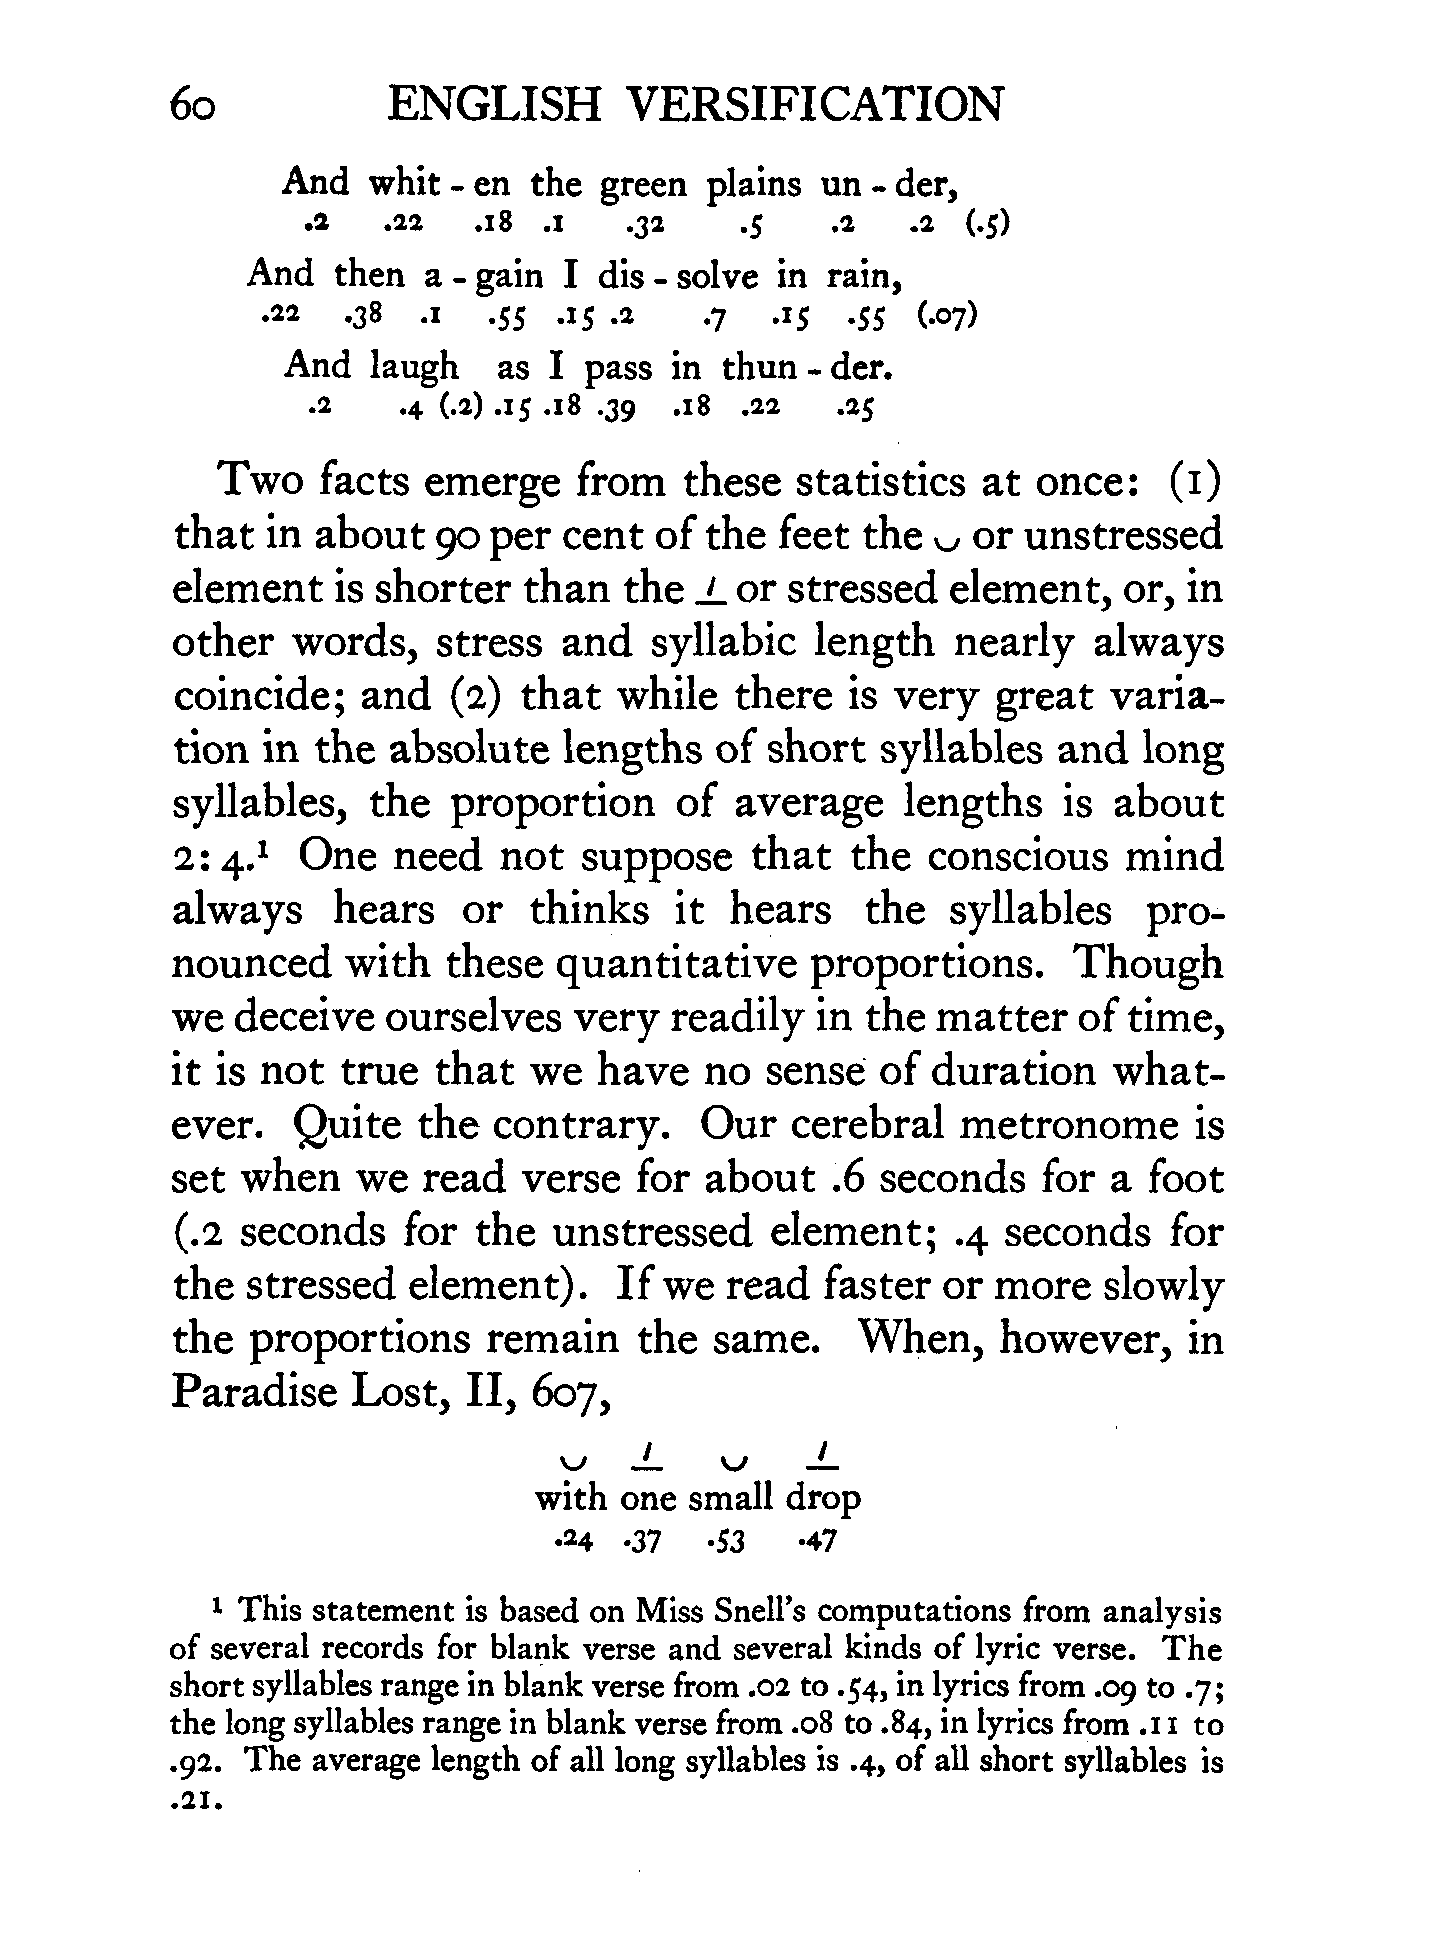 60 ENGLISH VERSIFICATION
And whit - en the green plains un - der,
.2 .22 .18 .1 .32 .5 .2 .2 (.5)
And then a - gain I dis - solve in rain,
.22 .38 .1 .55 .15 .2 .7 .15 .55 (.07)
And laugh as I pass in thun - der.
.2 .4 (.2) .15 .18 .39 .18 .22 .25
Two facts emerge from these statistics at once: (1)
that in about 90 per cent of the feet the ◡ or unstressed
element is shorter than the _/_ or stressed element, or, in
other words, stress and syllabic length nearly always
coincide; and (2) that while there is very great varia-
tion in the absolute lengths of short syllables and long
syllables, the proportion of average lengths is about
2: 4.¹ One need not suppose that the conscious mind
always hears or thinks it hears the syllables pro-
nounced with these quantitative proportions. Though
we deceive ourselves very readily in the matter of time,
it is not true that we have no sense of duration what-
ever. Quite the contrary. Our cerebral metronome is
set when we read verse for about .6 seconds for a foot
(.2 seconds for the unstressed element; .4 seconds for
the stressed element). If we read faster or more slowly
the proportions remain the same. When, however, in
Paradise Lost, II, 607,
◡ _/_ ◡ _/_
with one small drop
.24 .37 .53 .47
¹ This statement is based on Miss Snell's computations from analysis
of several records for blank verse and several kinds of lyric verse. The
short syllables range in blank verse from .02 to .54, in lyrics from .09 to .7;
the long syllables range in blank verse from .08 to .84, in lyrics from .11 to
.92. The average length of all long syllables is .4, of all short syllables is
.21.